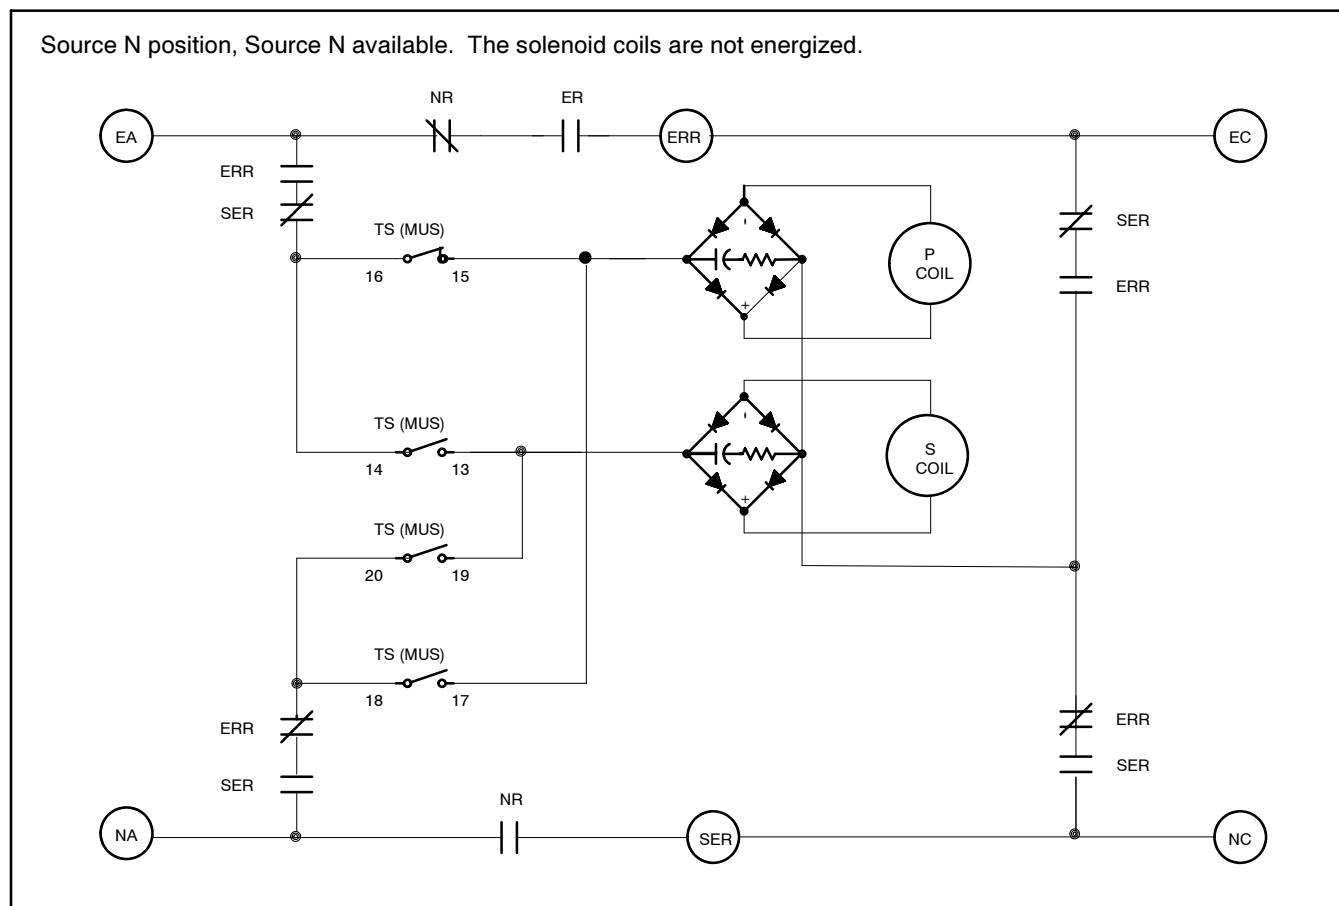 Source N position, Source N available.  The solenoid coils are not energized.
NR
ER
EA
ERR
EC
ERR
SER
SER
TS (MUS)
16
15
P
COIL
ERR
+
TS (MUS)
14
13
S
COIL
+
TS (MUS)
20
19
TS (MUS)
18
17
ERR
ERR
SER
SER
NR
NA
SER
NC